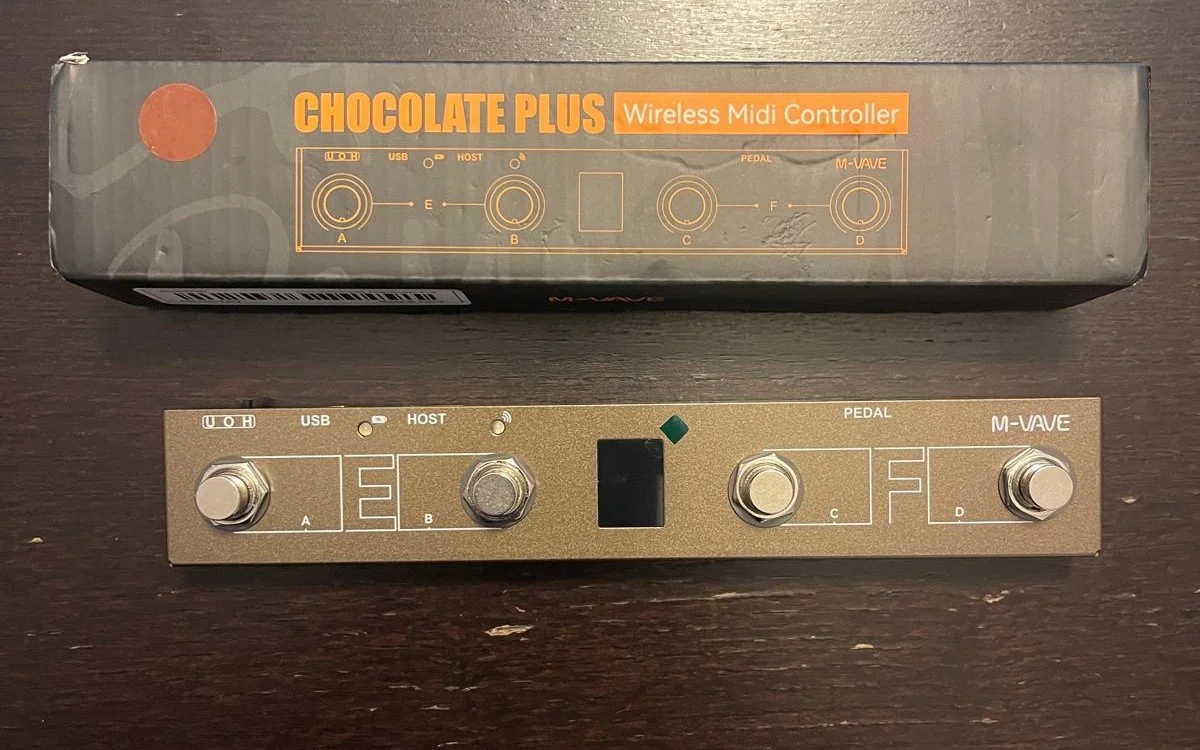 CHOCOLATE PLUS Wireless Midi Controller
U O H USB HOST PEDAL M-VAVE
E F
A B C D
M-VAVE
U O H USB HOST PEDAL M-VAVE
E F
A B C D